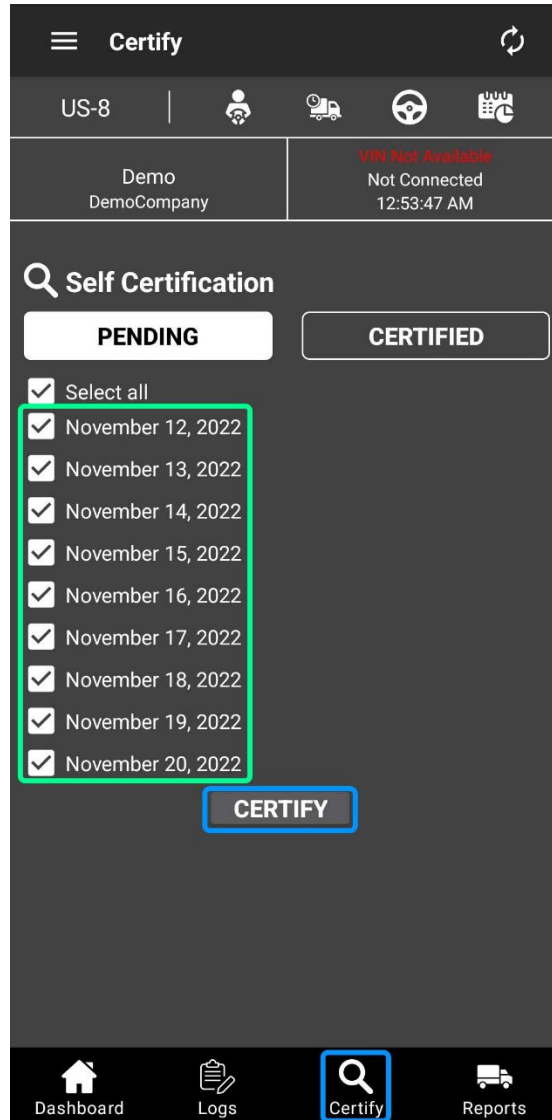 Certify
US-8
Demo
DemoCompany
VIN Not Available
Not Connected
12:53:47 AM
Self Certification
PENDING
CERTIFIED
Select all
November 12, 2022
November 13, 2022
November 14, 2022
November 15, 2022
November 16, 2022
November 17, 2022
November 18, 2022
November 19, 2022
November 20, 2022
CERTIFY
Dashboard
Logs
Certify
Reports